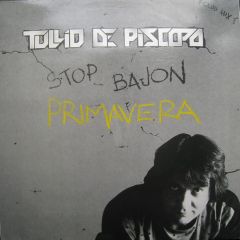 TULLIO DE PISCOPO
STOP BAJON
PRIMAVERA